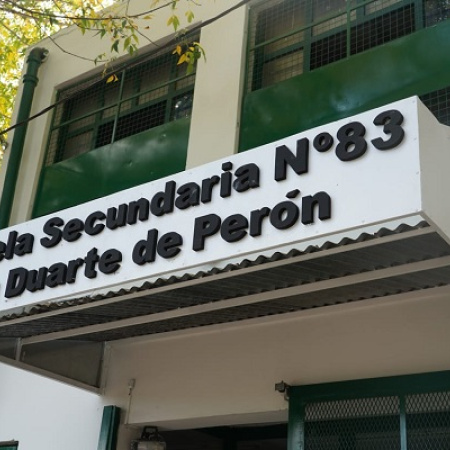 ela Secundaria N°83
Duarte de Perón